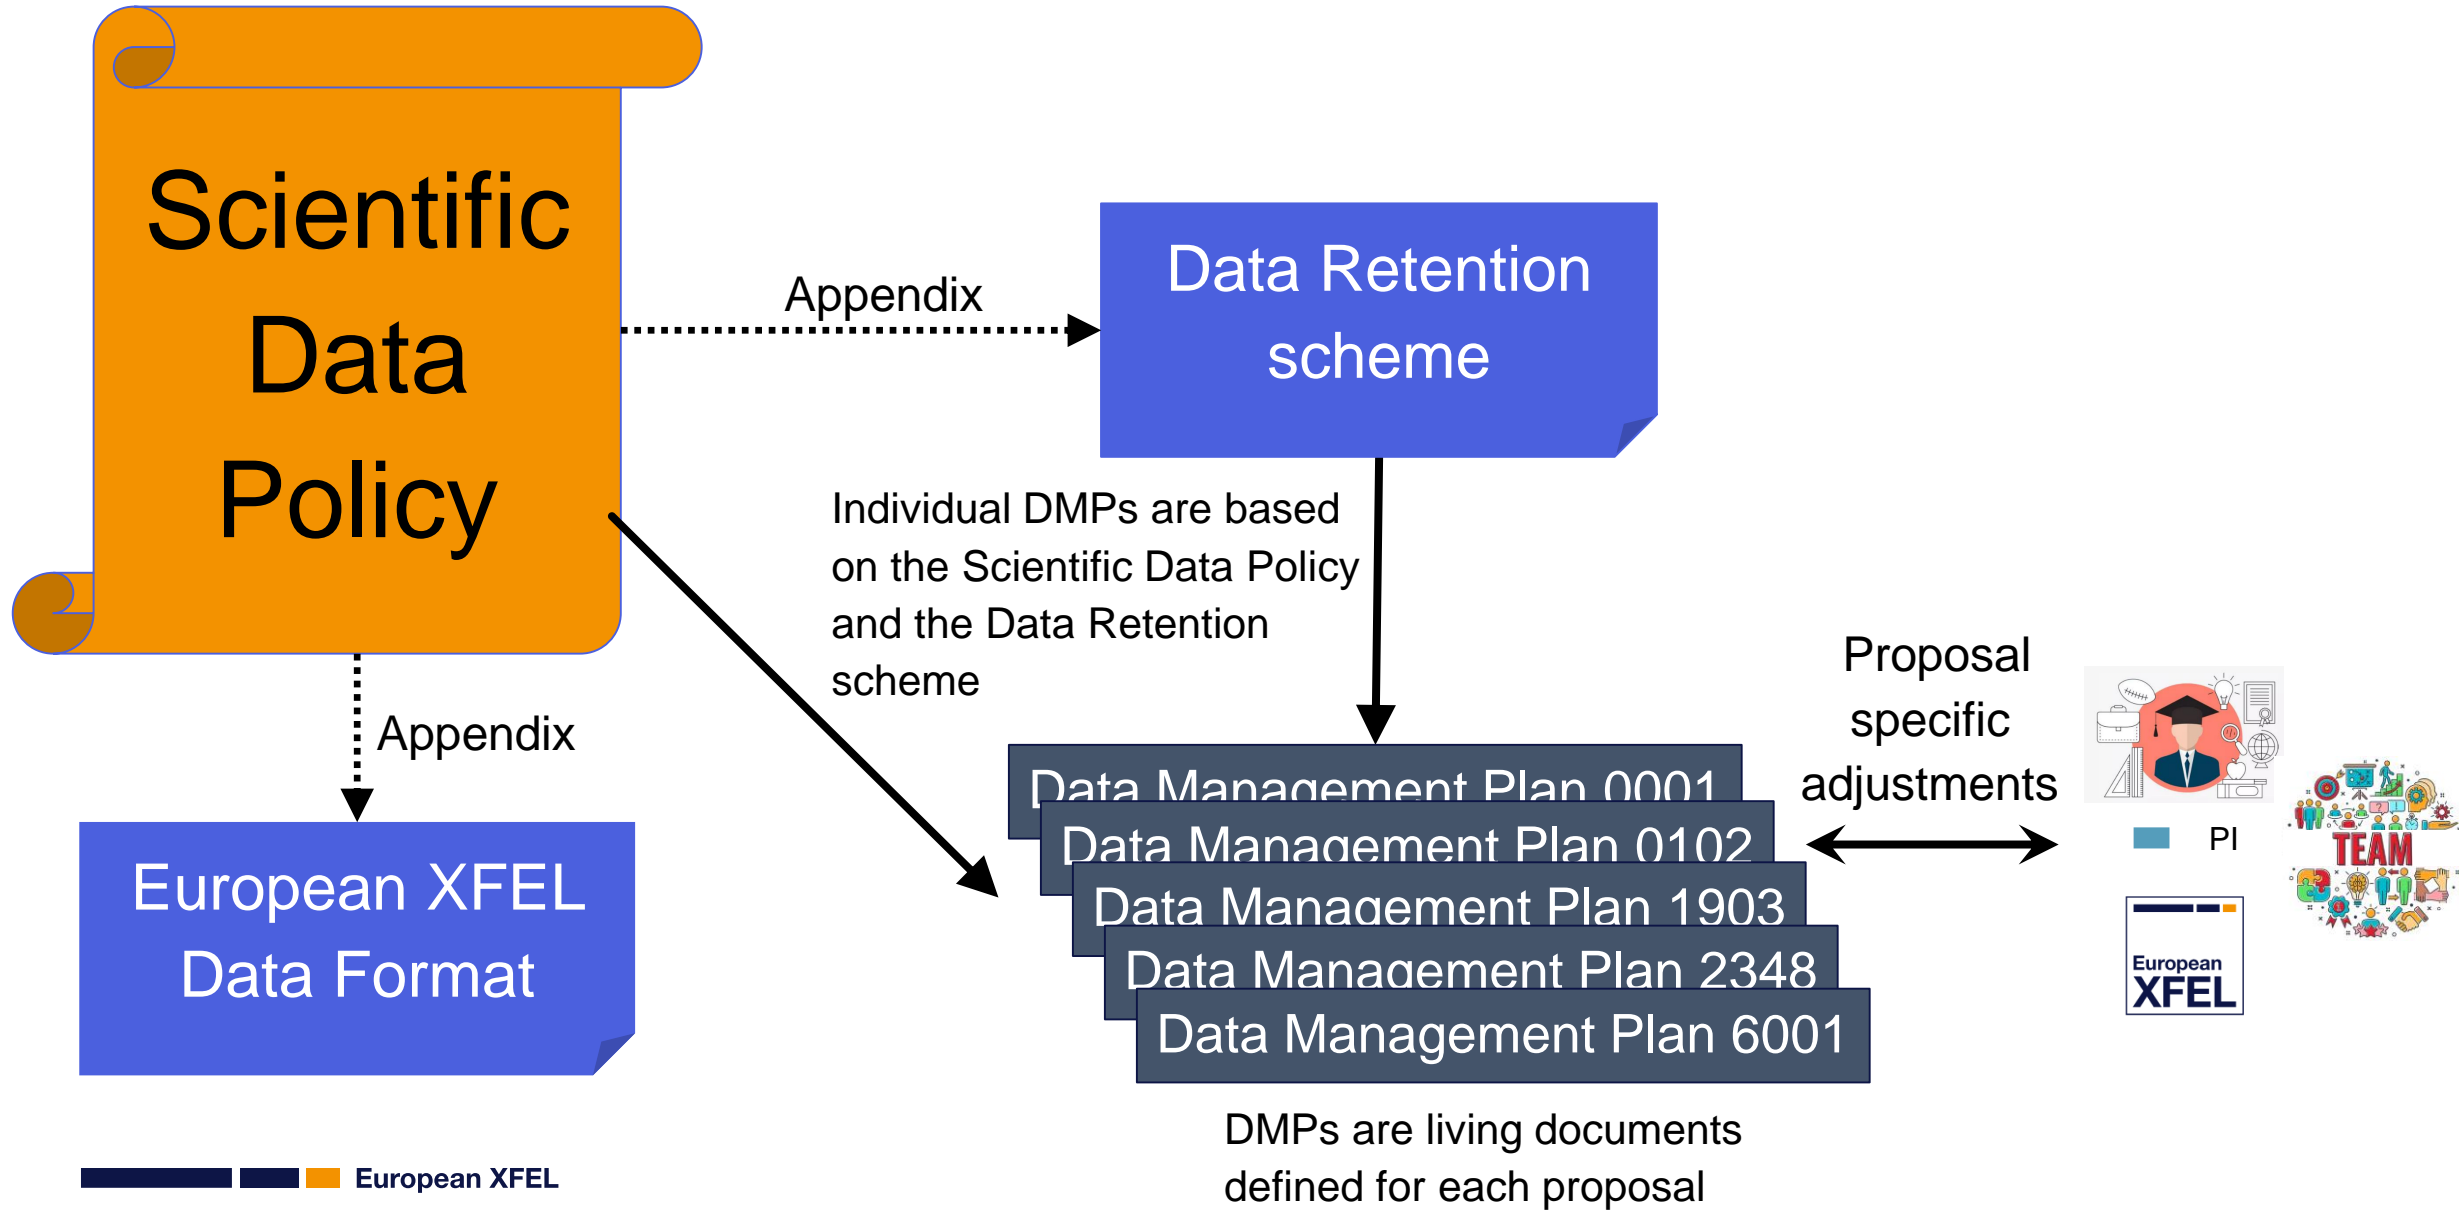 Scientific
Data
Policy
Appendix
Data Retention
scheme
Individual DMPs are based
on the Scientific Data Policy
and the Data Retention
scheme
Appendix
European XFEL
Data Format
Data Management Plan 0001
Data Management Plan 0102
Data Management Plan 1903
Data Management Plan 2348
Data Management Plan 6001
Proposal
specific
adjustments
PI
TEAM
European
XFEL
DMPs are living documents
defined for each proposal
European XFEL